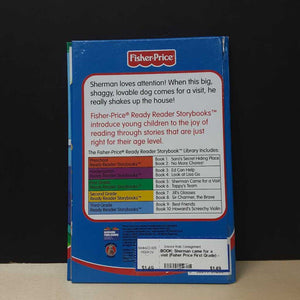 Fisher-Price
Sherman loves attention! When this big,
shaggy, lovable dog comes for a visit, he
really shakes up the house!
Fisher-Price® Ready Reader Storybooks™
introduce young children to the joy of
reading through stories that are just
right for their age level.
The Fisher-Price® Ready Reader Storybook™ Library Includes:
Preschool
Ready Reader Storybooks™
Book 1: Sam's Secret Hiding Place
Book 2: No More Chores!
Kindergarten
Ready Reader Storybooks™
Book 3: Ed Can Help
Book 4: Look at Lisa Go
Ready Reader Storybooks™
Book 5: Sherman Came for a Visit
Book 6: Tappy's Team
Second Grade
Ready Reader Storybooks™
Book 7: Jill's Glasses
Book 8: Sir Charmer, the Brave
Third Grade
Ready Reader Storybooks™
Book 9: Best Friends
Book 10: Howard's Screechy Violin
BOOK: Sherman came for a
visit (Fisher Price First Grade) -
$1.49